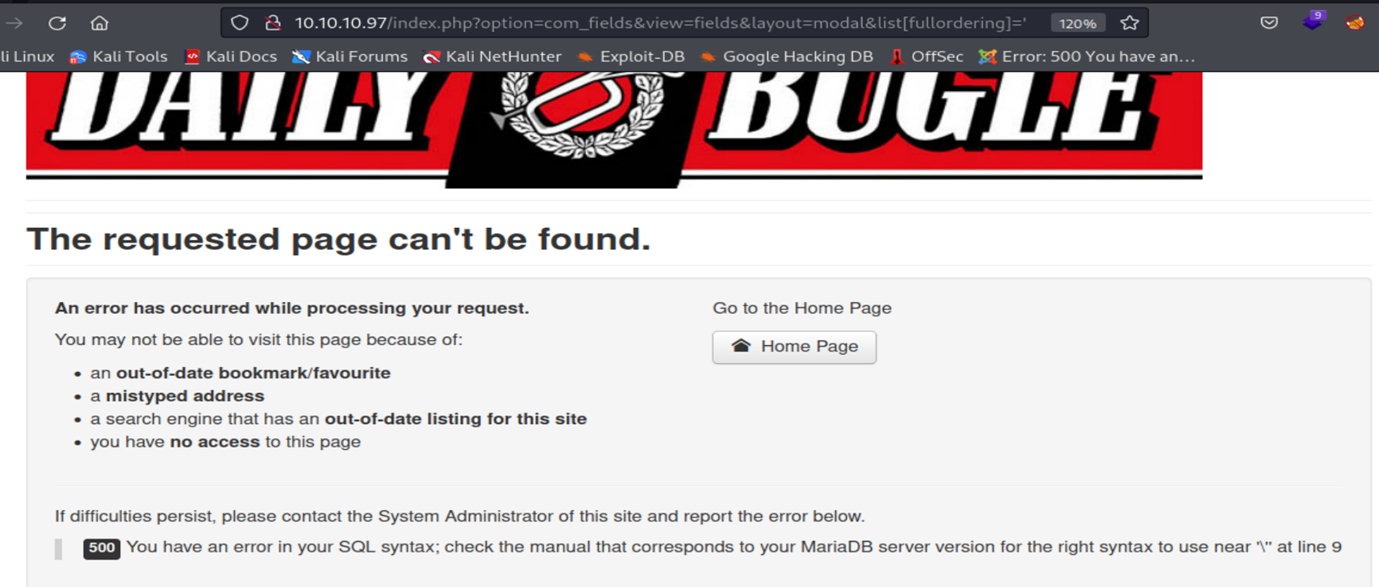 10.10.10.97/index.php?option=com_fields&view=fields&layout=modal&list[fullordering]=' 120% 9
li Linux Kali Tools Kali Docs Kali Forums Kali NetHunter Exploit-DB Google Hacking DB OffSec Error: 500 You have an...
DAILY BUGLE
The requested page can't be found.
An error has occurred while processing your request. Go to the Home Page
You may not be able to visit this page because of: Home Page
• an out-of-date bookmark/favourite
• a mistyped address
• a search engine that has an out-of-date listing for this site
• you have no access to this page
If difficulties persist, please contact the System Administrator of this site and report the error below.
500 You have an error in your SQL syntax; check the manual that corresponds to your MariaDB server version for the right syntax to use near '\'' at line 9